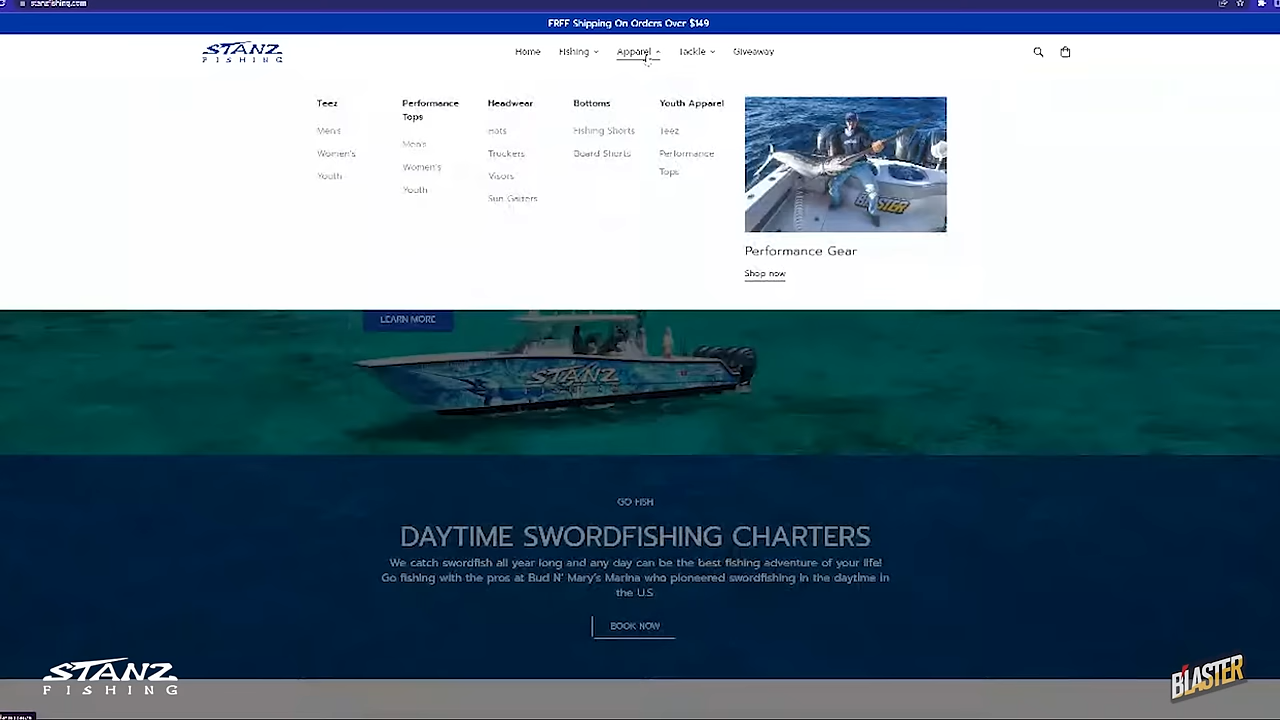 stanzfishing.com
FREE Shipping On Orders Over $149
STANZ
FISHING
Home Fishing Apparel Tackle Giveaway
Teez
Men's
Women's
Youth
Performance
Tops
Men's
Women's
Youth
Headwear
Hats
Truckers
Visors
Sun Gaiters
Bottoms
Fishing Shorts
Board Shorts
Youth Apparel
Teez
Performance
Tops
BLASTER
Performance Gear
Shop now
LEARN MORE
STANZ
FISHING
GO FISH
DAYTIME SWORDFISHING CHARTERS
We catch swordfish all year long and any day can be the best fishing adventure of your life!
Go fishing with the pros at Bud N' Mary's Marina who pioneered swordfishing in the daytime in
the U.S
BOOK NOW
STANZ
FISHING
BLASTER